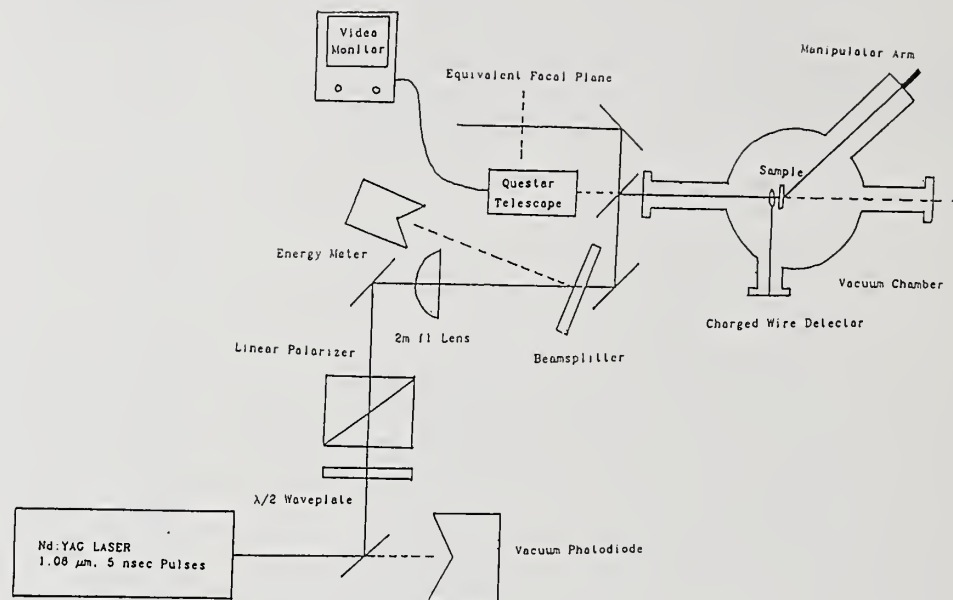 Video
Monitor
Manipulator Arm
Equivalent Focal Plane
Sample
Questar
Telescope
Energy Meter
Vacuum Chamber
2m fl Lens
Charged Wire Detector
Linear Polarizer
Beamsplitter
λ/2 Waveplate
Nd:YAG LASER
1.06 μm, 5 nsec Pulses
Vacuum Photodiode